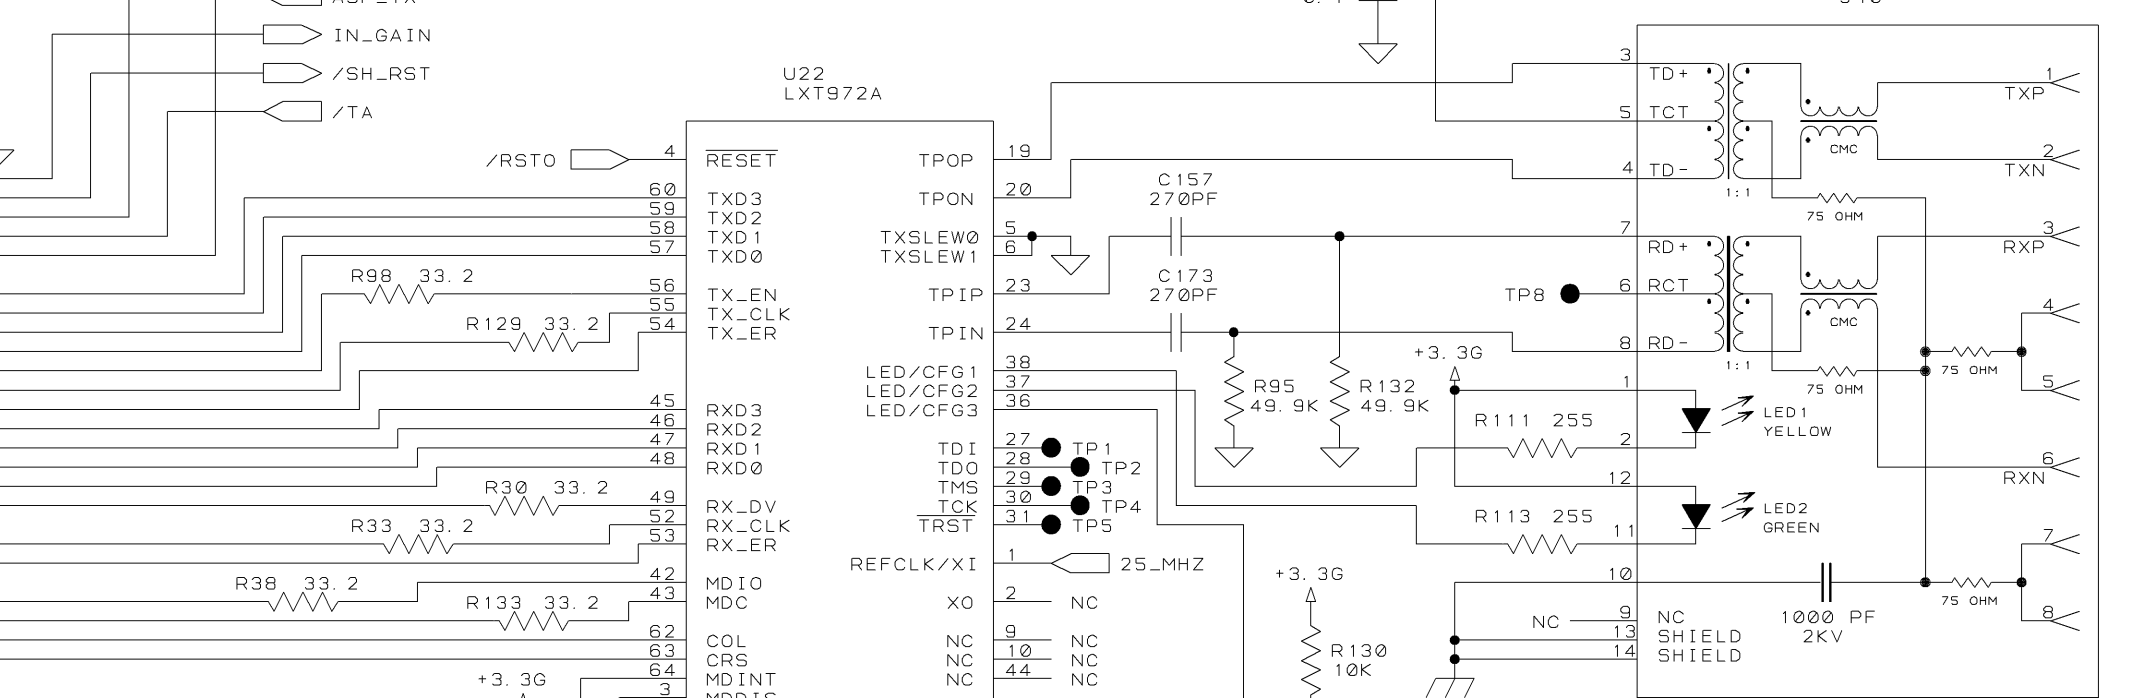 IN_GAIN
/SH_RST
/TA
U22
LXT972A
/RSTO
4
RESET
60
TXD3
59
TXD2
58
TXD1
57
TXD0
R98 33.2
56
TX_EN
55
TX_CLK
R129 33.2
54
TX_ER
45
RXD3
46
RXD2
47
RXD1
48
RXD0
R30 33.2
49
RX_DV
R33 33.2
52
RX_CLK
53
RX_ER
R38 33.2
42
MDIO
R133 33.2
43
MDC
62
COL
63
CRS
64
MDINT
+3.3G
3
TPOP
19
TPON
20
TXSLEW0
5
TXSLEW1
6
TPIP
23
TPIN
24
LED/CFG1
38
LED/CFG2
37
LED/CFG3
36
TDI
27
TP1
TDO
28
TP2
TMS
29
TP3
TCK
30
TP4
TRST
31
TP5
REFCLK/XI
1
25_MHZ
XO
2
NC
NC
9
NC
NC
10
NC
NC
44
NC
C157
270PF
C173
270PF
R95
49.9K
R132
49.9K
+3.3G
R111 255
R113 255
+3.3G
R130
10K
TP8
3
TD+
5
TCT
4
TD-
7
RD+
6
RCT
8
RD-
1
2
12
11
10
NC
9
NC
13
SHIELD
14
SHIELD
1:1
CMC
75 OHM
1:1
CMC
75 OHM
LED1
YELLOW
LED2
GREEN
1000 PF
2KV
75 OHM
75 OHM
1
TXP
2
TXN
3
RXP
4
5
6
RXN
7
8